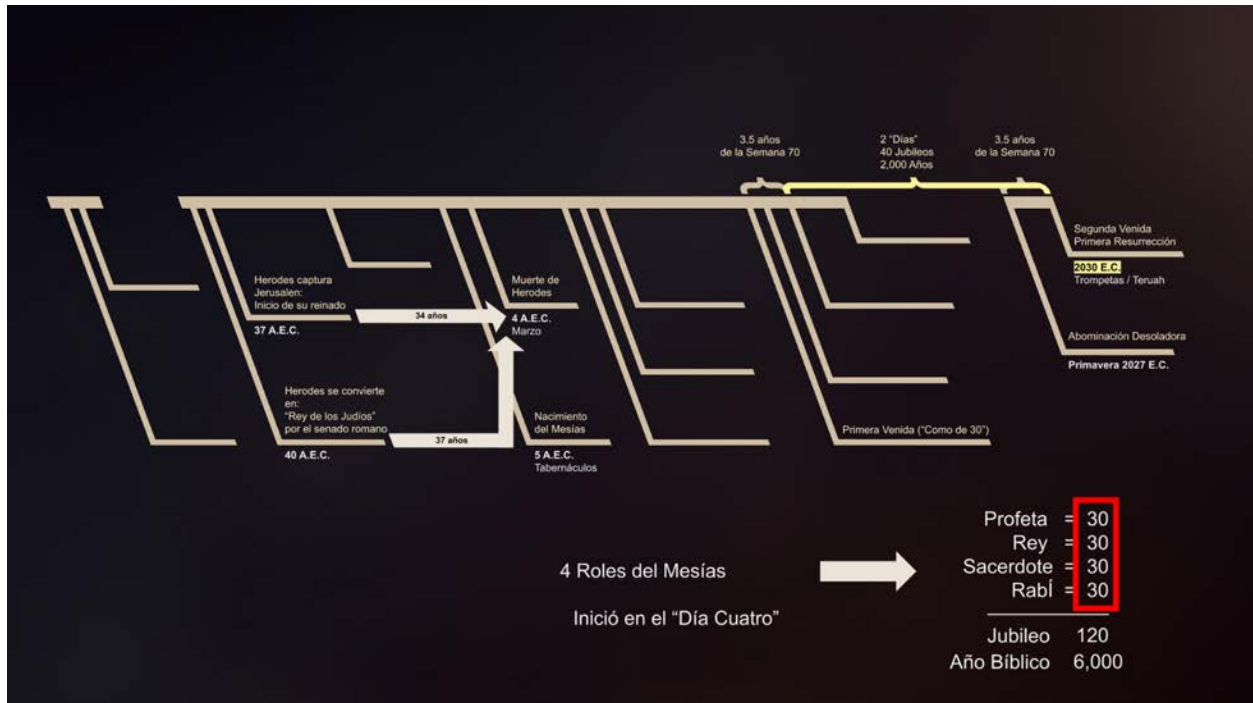 3.5 años
de la Semana 70
2 “Días”
40 Jubileos
2,000 Años
3.5 años
de la Semana 70
Segunda Venida
Primera Resurrección
2030 E.C.
Trompetas / Teruah
Herodes captura
Jerusalen:
Inicio de su reinado
37 A.E.C.
34 años
Muerte de
Herodes
4 A.E.C.
Marzo
Abominación Desoladora
Primavera 2027 E.C.
Herodes se convierte
en:
“Rey de los Judíos”
por el senado romano
40 A.E.C.
37 años
Nacimiento
del Mesías
5 A.E.C.
Tabernáculos
Primera Venida (“Como de 30”)
4 Roles del Mesías
Inició en el “Día Cuatro”
Profeta = 30
Rey = 30
Sacerdote = 30
RabÍ = 30
Jubileo 120
Año Bíblico 6,000